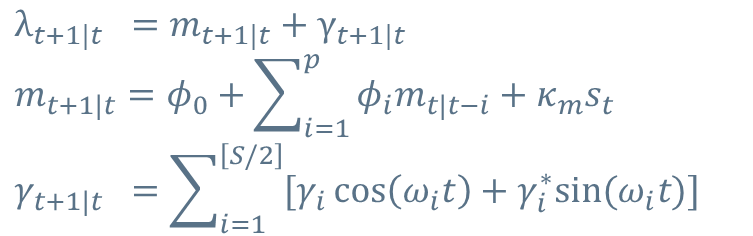 λ_{t+1|t} = m_{t+1|t} + γ_{t+1|t}
m_{t+1|t} = ϕ_0 + ∑_{i=1}^{p} ϕ_i m_{t|t−i} + κ_m s_t
γ_{t+1|t} = ∑_{i=1}^{[S/2]} [γ_i cos(ω_i t) + γ_i^* sin(ω_i t)]